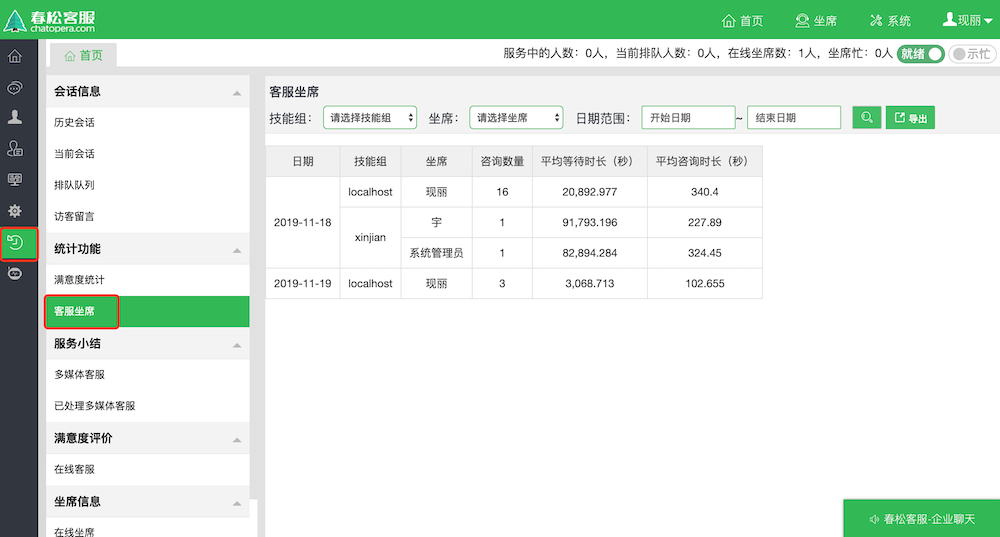 春松客服
chatopera.com
首页 坐席 系统 现丽
首页
服务中的人数：0人，当前排队人数：0人，在线坐席数：1人，坐席忙：0人 就绪 示忙
会话信息
历史会话
当前会话
排队队列
访客留言
统计功能
满意度统计
客服坐席
服务小结
多媒体客服
已处理多媒体客服
满意度评价
在线客服
坐席信息
在线坐席
客服坐席
技能组： 请选择技能组 坐席： 请选择坐席 日期范围： 开始日期 ~ 结束日期 导出
日期 技能组 坐席 咨询数量 平均等待时长（秒） 平均咨询时长（秒）
2019-11-18 localhost 现丽 16 20,892.977 340.4
xinjian 宇 1 91,793.196 227.89
系统管理员 1 82,894.284 324.45
2019-11-19 localhost 现丽 3 3,068.713 102.655
春松客服-企业聊天